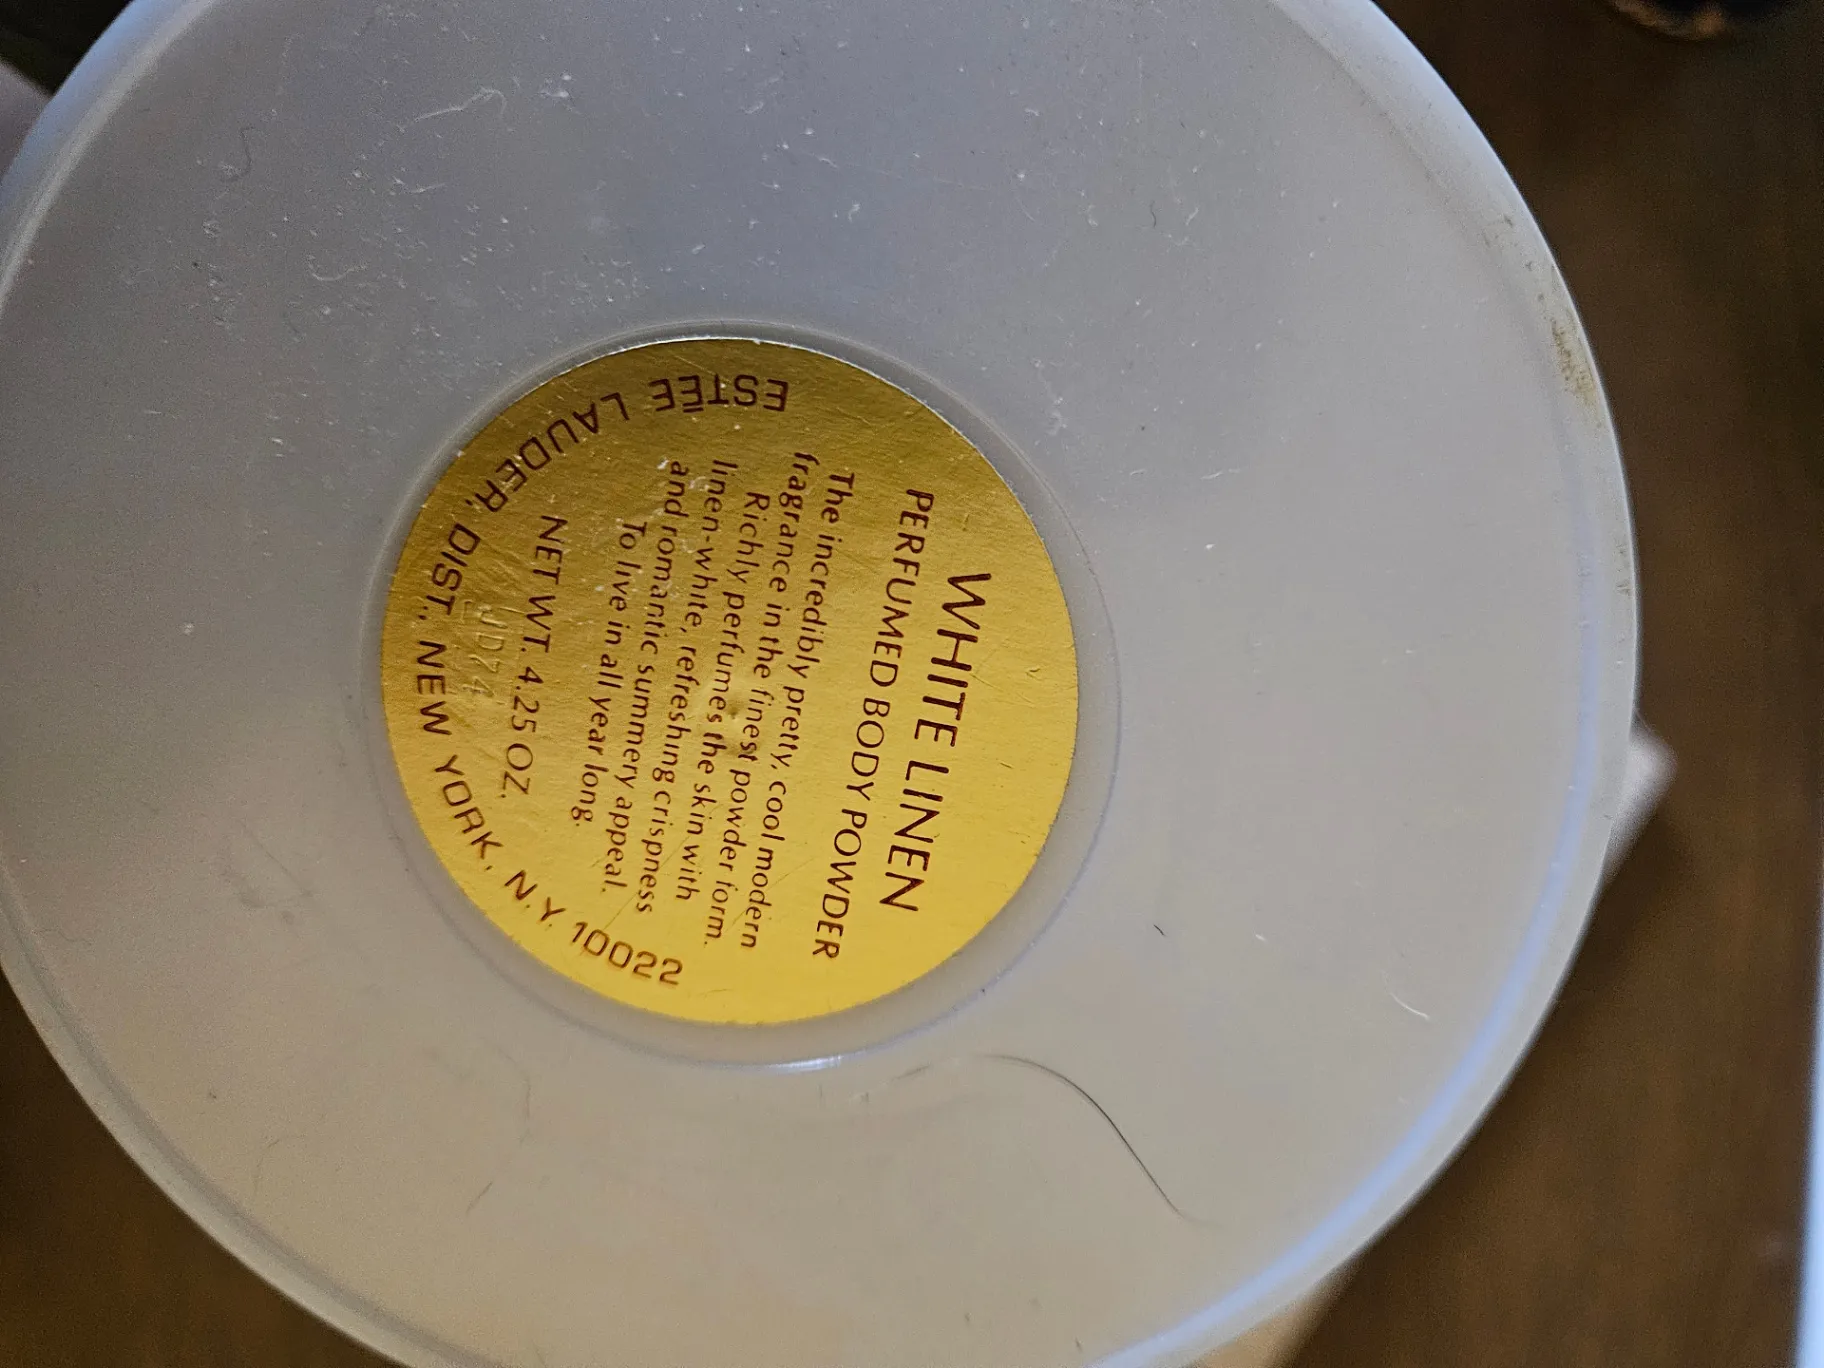 WHITE LINEN
PERFUMED BODY POWDER
The incredibly pretty, cool modern
fragrance in the finest powder form.
Richly perfumes the skin with
linen-white, refreshing crispness
and romantic summery appeal.
To live in all year long.
NET WT. 4.25 OZ.
ESTĒE LAUDER, DIST., NEW YORK, N.Y. 10022